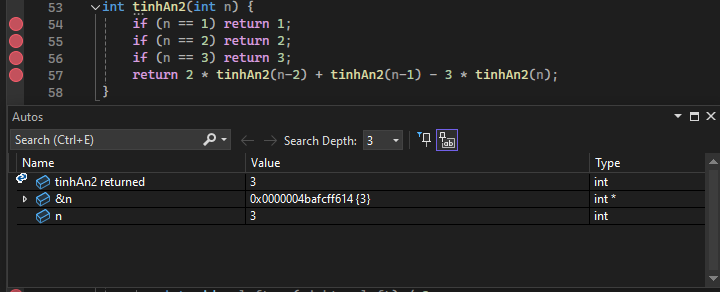 53 int tinhAn2(int n) {
54 if (n == 1) return 1;
55 if (n == 2) return 2;
56 if (n == 3) return 3;
57 return 2 * tinhAn2(n-2) + tinhAn2(n-1) - 3 * tinhAn2(n);
58 }
Autos
Search (Ctrl+E) Search Depth: 3
Name Value Type
tinhAn2 returned 3 int
&n 0x0000004bafcff614 {3} int *
n 3 int